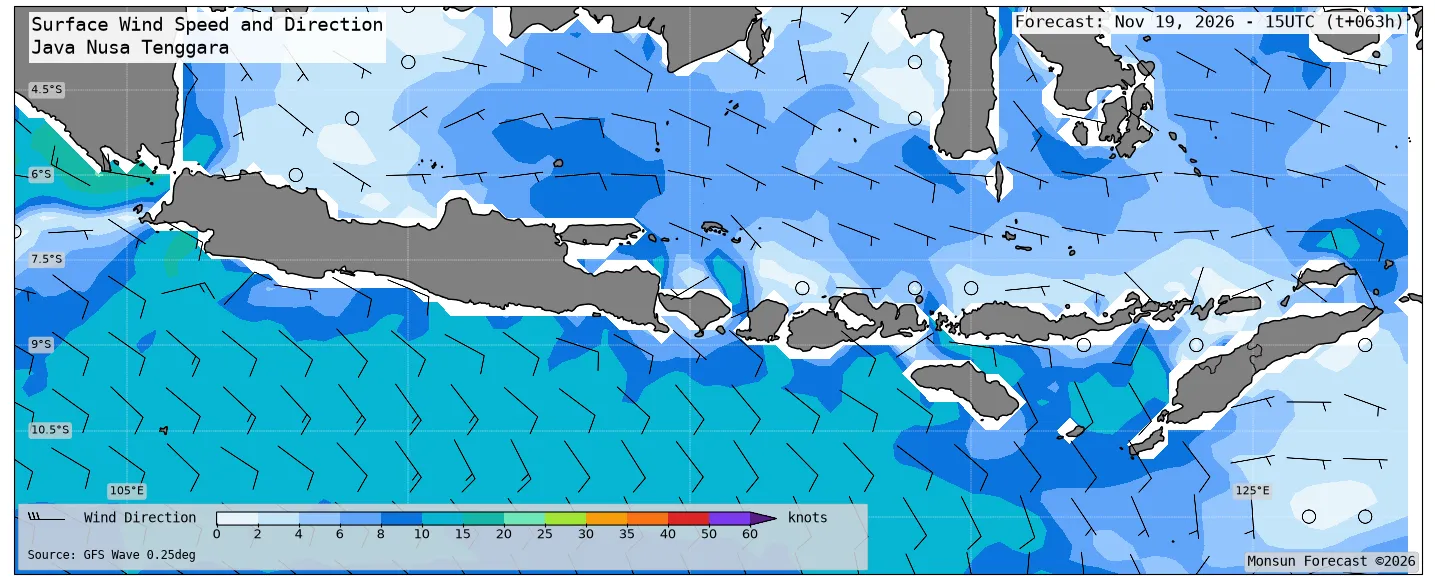 Surface Wind Speed and Direction
Java Nusa Tenggara
Forecast: Nov 19, 2026 - 15UTC (t+063h)
4.5°S
6°S
7.5°S
9°S
10.5°S
105°E
125°E
Wind Direction
0 2 4 6 8 10 15 20 25 30 35 40 50 60
knots
Source: GFS Wave 0.25deg
Monsun Forecast ©2026